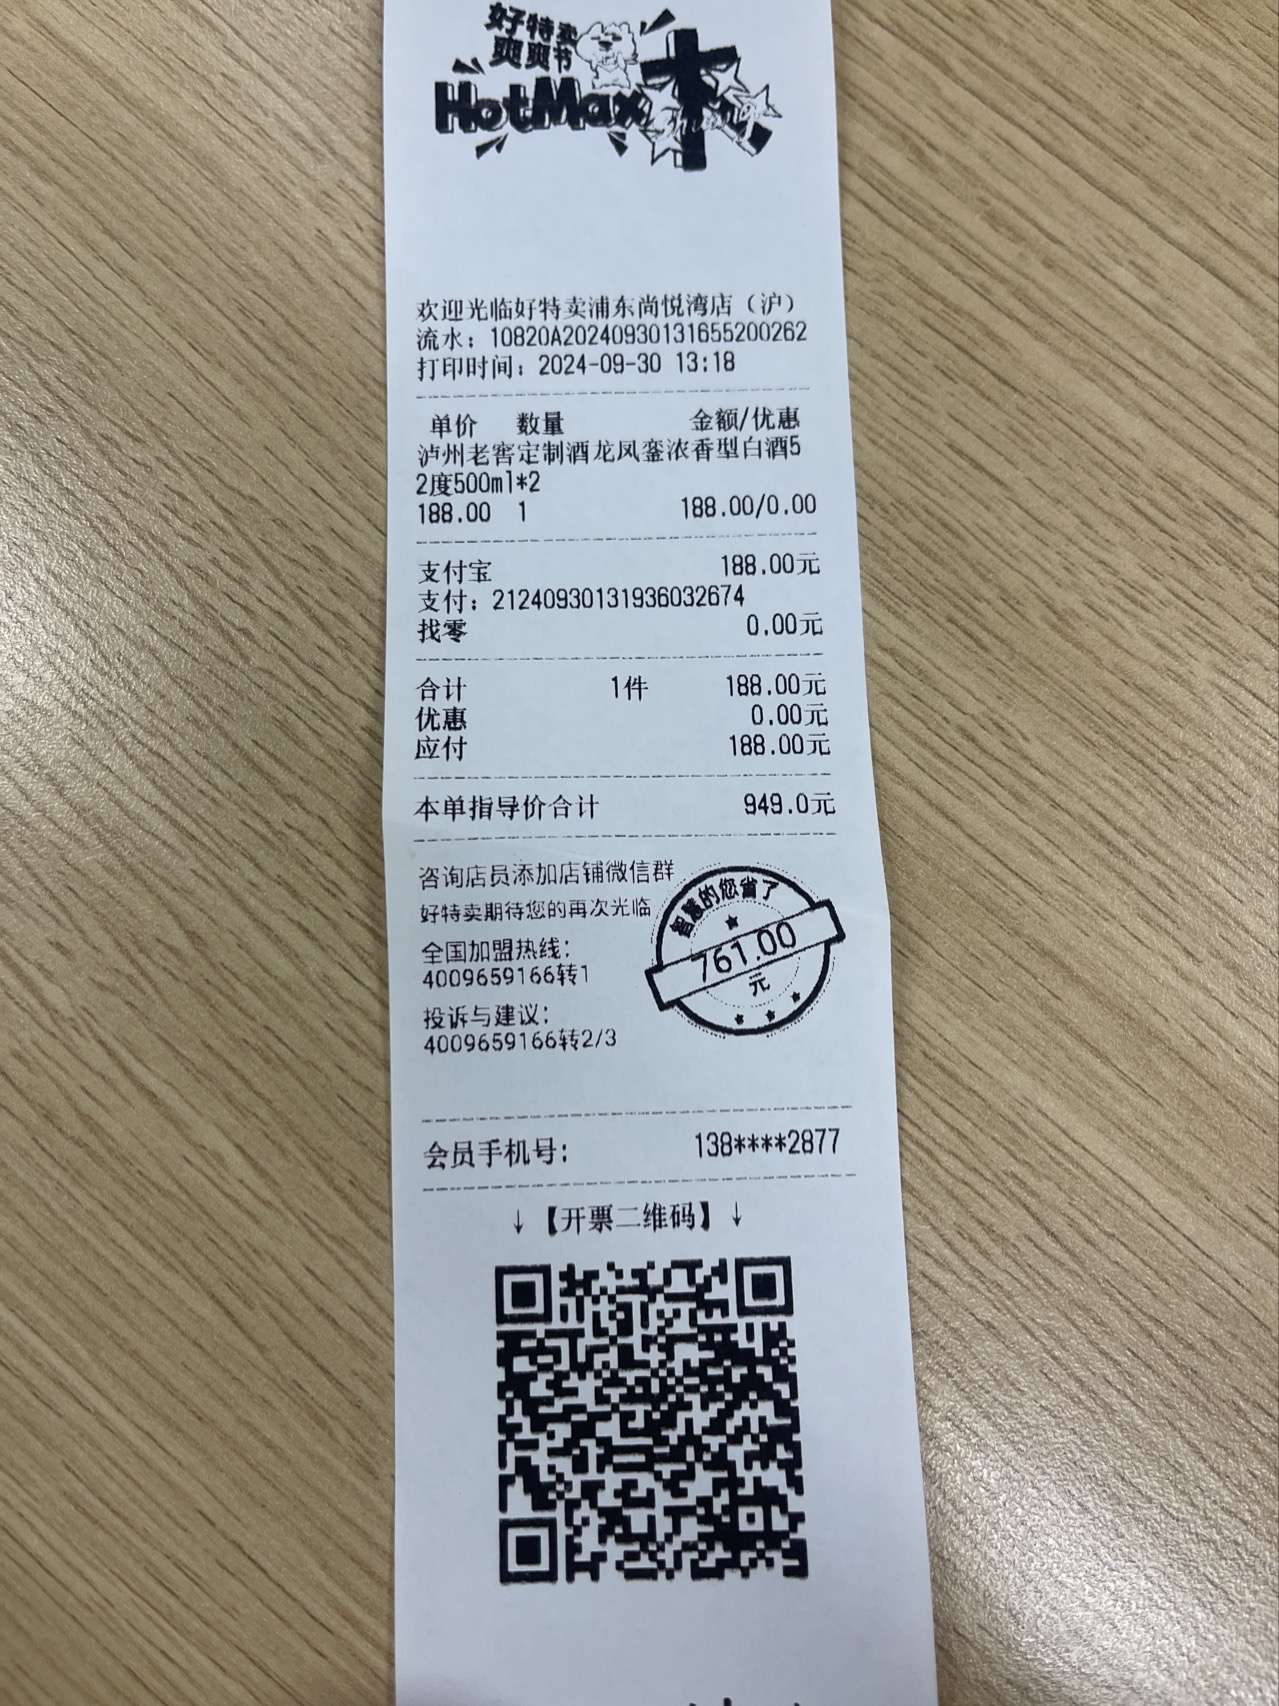 好特卖
爽爽节
HotMax
欢迎光临好特卖浦东尚悦湾店（沪）
流水：10820A20240930131655200262
打印时间：2024-09-30 13:18
单价 数量 金额/优惠
泸州老窖定制酒龙凤銮浓香型白酒5
2度500ml*2
188.00 1 188.00/0.00
支付宝 188.00元
支付：212409301319360​32674
找零 0.00元
合计 1件 188.00元
优惠 0.00元
应付 188.00元
本单指导价合计 949.0元
咨询店员添加店铺微信群
好特卖期待您的再次光临
全国加盟热线：
4009659166转1
投诉与建议：
4009659166转2/3
智慧的您省了
761.00
元
会员手机号： 138****2877
↓【开票二维码】↓